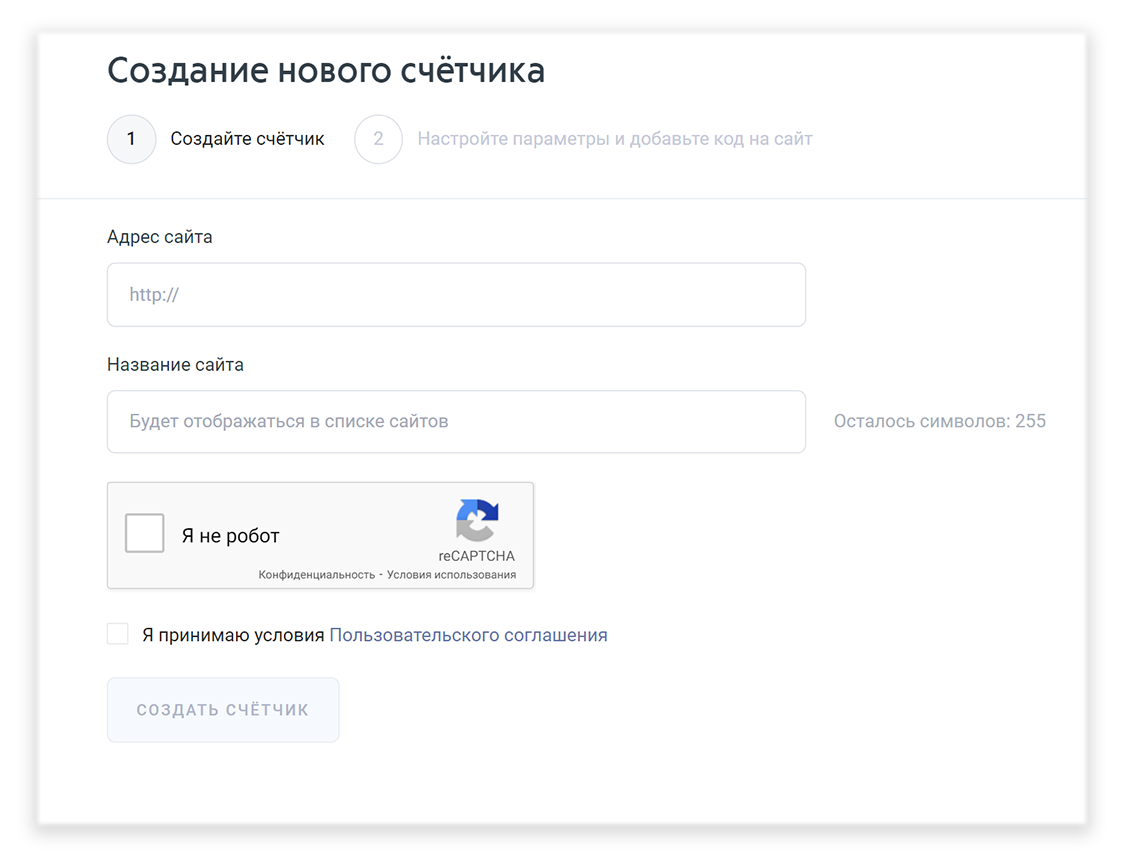 Создание нового счётчика
1 Создайте счётчик 2 Настройте параметры и добавьте код на сайт
Адрес сайта
http://
Название сайта
Будет отображаться в списке сайтов Осталось символов: 255
Я не робот
reCAPTCHA
Конфиденциальность - Условия использования
Я принимаю условия Пользовательского соглашения
СОЗДАТЬ СЧЁТЧИК